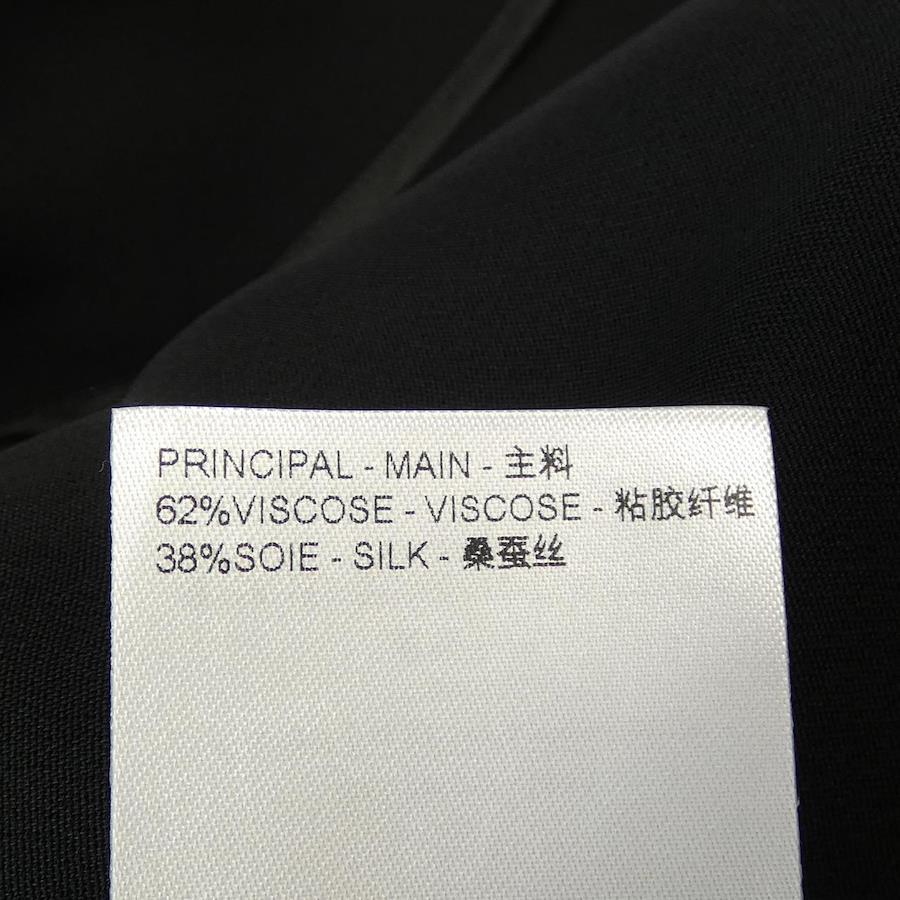 PRINCIPAL - MAIN - 主料
62%VISCOSE - VISCOSE - 粘胶纤维
38%SOIE - SILK - 桑蚕丝